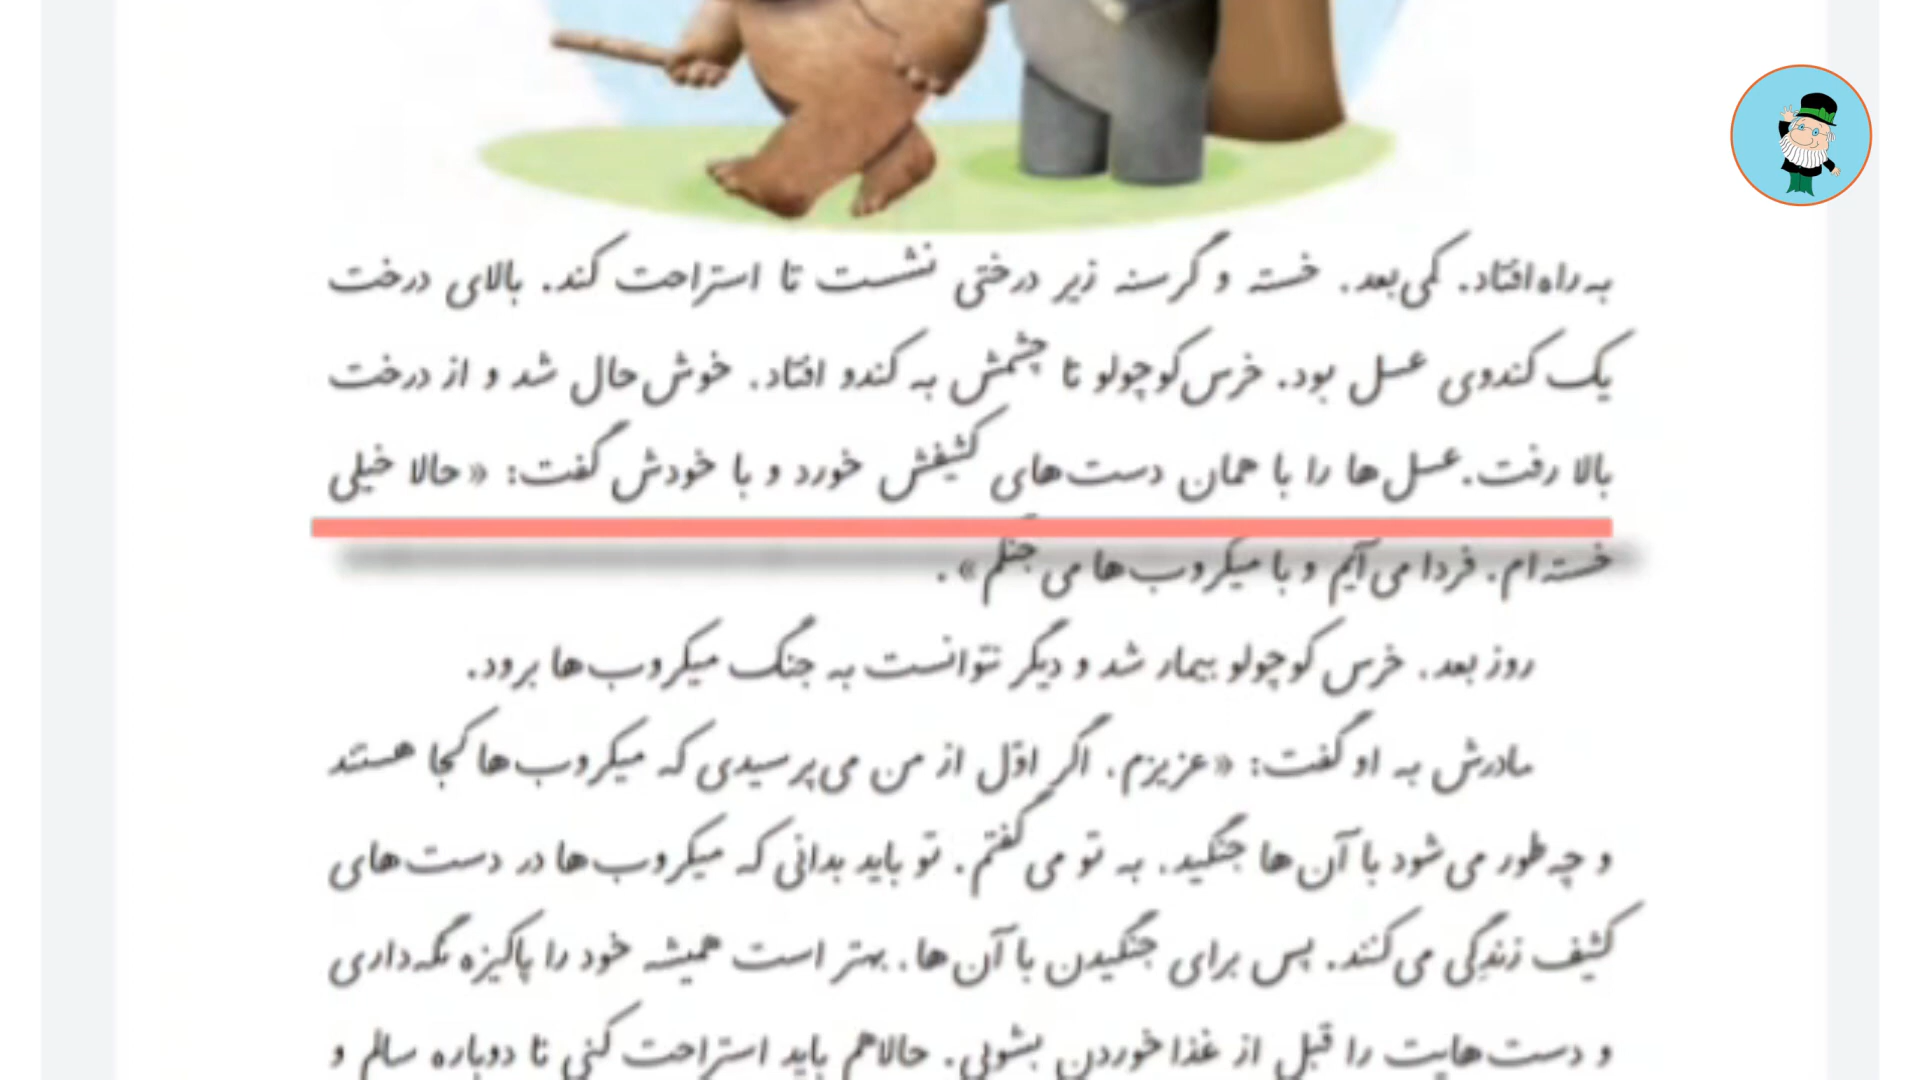 به راه افتاد. کمی بعد، خسته و گرسنه زیر درختی نشست تا استراحت کند. بالای درخت
یک کندوی عسل بود. خرس کوچولو تا چشمش به کندو افتاد، خوش حال شد و از درخت
بالا رفت. عسل ها را با همان دست های کثیفش خورد و با خودش گفت: «حالا خیلی
خسته ام. فردا می آیم و با میکروب ها می جنگم».
روز بعد، خرس کوچولو بیمار شد و دیگر نتوانست به جنگ میکروب ها برود.
مادرش به او گفت: «عزیزم، اگر اوّل از من می پرسیدی که میکروب ها کجا هستند
و چه طور می شود با آن ها جنگید، به تو می گفتم. تو باید بدانی که میکروب ها در دست های
کثیف زندگی می کنند. پس برای جنگیدن با آن ها، بهتر است همیشه خود را پاکیزه نگه داری
و دست هایت را قبل از غذا خوردن بشویی. حالا هم باید استراحت کنی تا دوباره سالم و